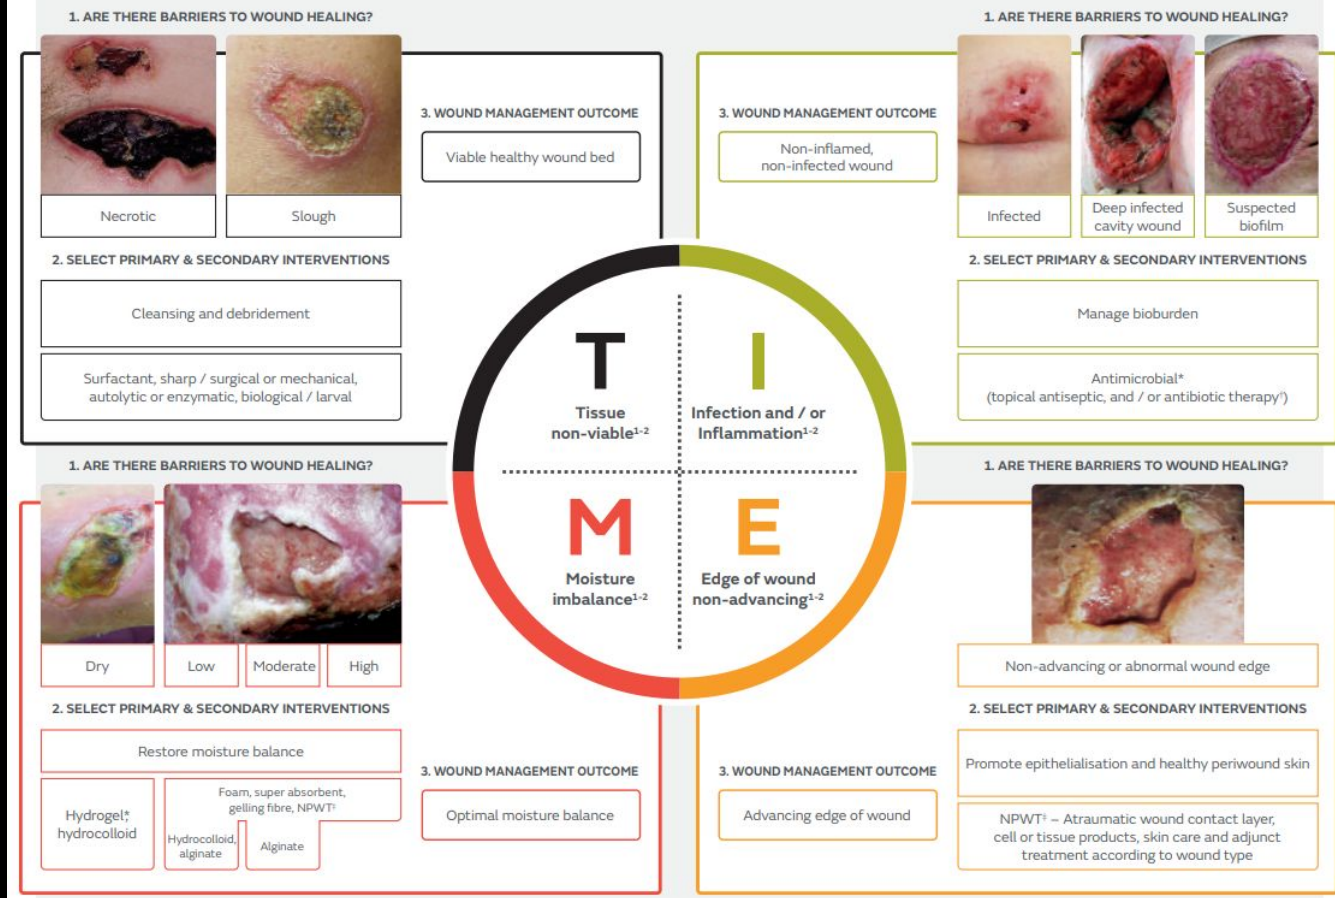 1. ARE THERE BARRIERS TO WOUND HEALING?
Necrotic
Slough
2. SELECT PRIMARY & SECONDARY INTERVENTIONS
Cleansing and debridement
Surfactant, sharp / surgical or mechanical,
autolytic or enzymatic, biological / larval
3. WOUND MANAGEMENT OUTCOME
Viable healthy wound bed
1. ARE THERE BARRIERS TO WOUND HEALING?
Infected
Deep infected
cavity wound
Suspected
biofilm
2. SELECT PRIMARY & SECONDARY INTERVENTIONS
Manage bioburden
Antimicrobial*
(topical antiseptic, and / or antibiotic therapy†)
3. WOUND MANAGEMENT OUTCOME
Non-inflamed,
non-infected wound
T
Tissue
non-viable¹⁻²
I
Infection and / or
Inflammation¹⁻²
M
Moisture
imbalance¹⁻²
E
Edge of wound
non-advancing¹⁻²
1. ARE THERE BARRIERS TO WOUND HEALING?
Dry
Low
Moderate
High
2. SELECT PRIMARY & SECONDARY INTERVENTIONS
Restore moisture balance
Hydrogel*,
hydrocolloid
Foam, super absorbent,
gelling fibre, NPWT‡
Hydrocolloid,
alginate
Alginate
3. WOUND MANAGEMENT OUTCOME
Optimal moisture balance
1. ARE THERE BARRIERS TO WOUND HEALING?
Non-advancing or abnormal wound edge
2. SELECT PRIMARY & SECONDARY INTERVENTIONS
Promote epithelialisation and healthy periwound skin
NPWT‡ – Atraumatic wound contact layer,
cell or tissue products, skin care and adjunct
treatment according to wound type
3. WOUND MANAGEMENT OUTCOME
Advancing edge of wound